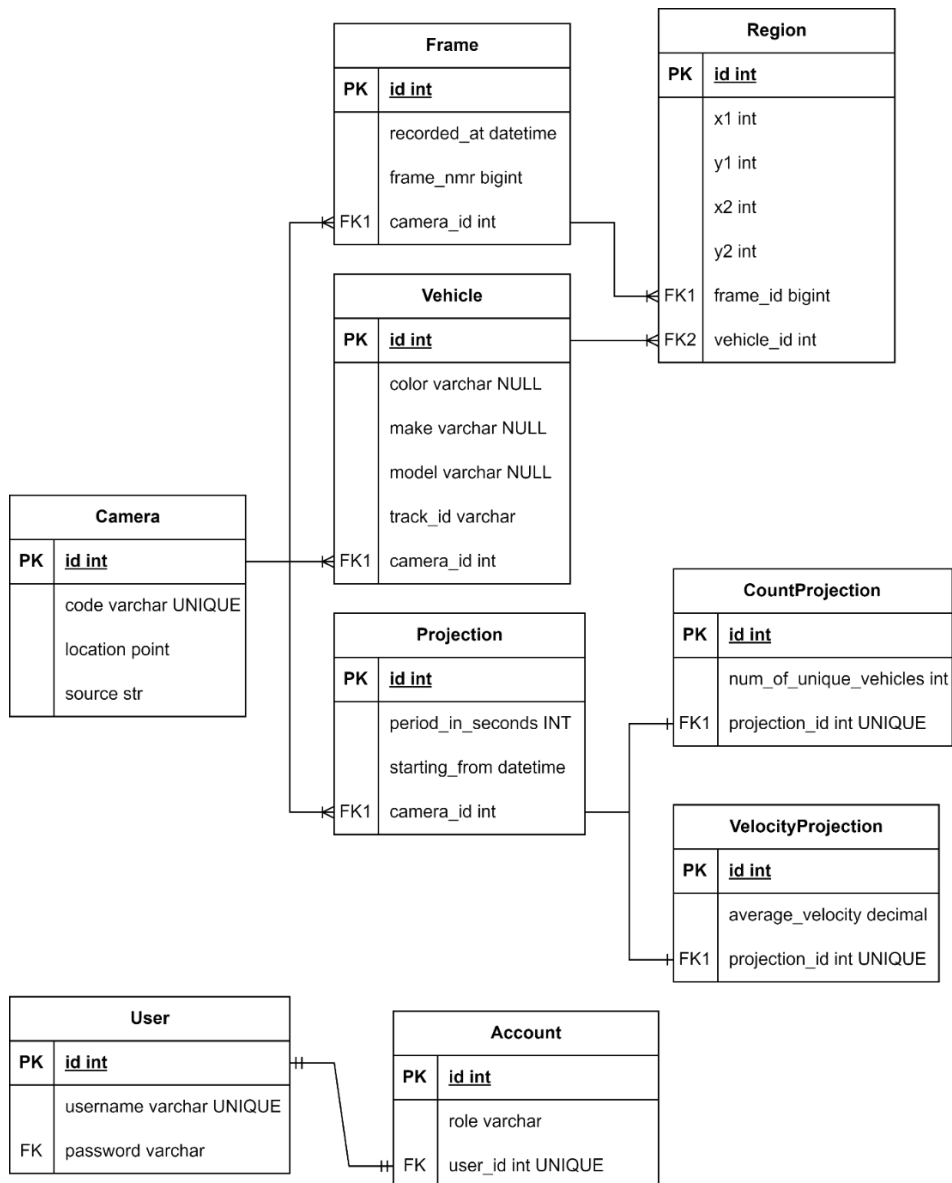 Frame
PK id int
recorded_at datetime
frame_nmr bigint
FK1 camera_id int
Region
PK id int
x1 int
y1 int
x2 int
y2 int
FK1 frame_id bigint
FK2 vehicle_id int
Vehicle
PK id int
color varchar NULL
make varchar NULL
model varchar NULL
track_id varchar
FK1 camera_id int
Camera
PK id int
code varchar UNIQUE
location point
source str
Projection
PK id int
period_in_seconds INT
starting_from datetime
FK1 camera_id int
CountProjection
PK id int
num_of_unique_vehicles int
FK1 projection_id int UNIQUE
VelocityProjection
PK id int
average_velocity decimal
FK1 projection_id int UNIQUE
User
PK id int
username varchar UNIQUE
FK password varchar
Account
PK id int
role varchar
FK user_id int UNIQUE